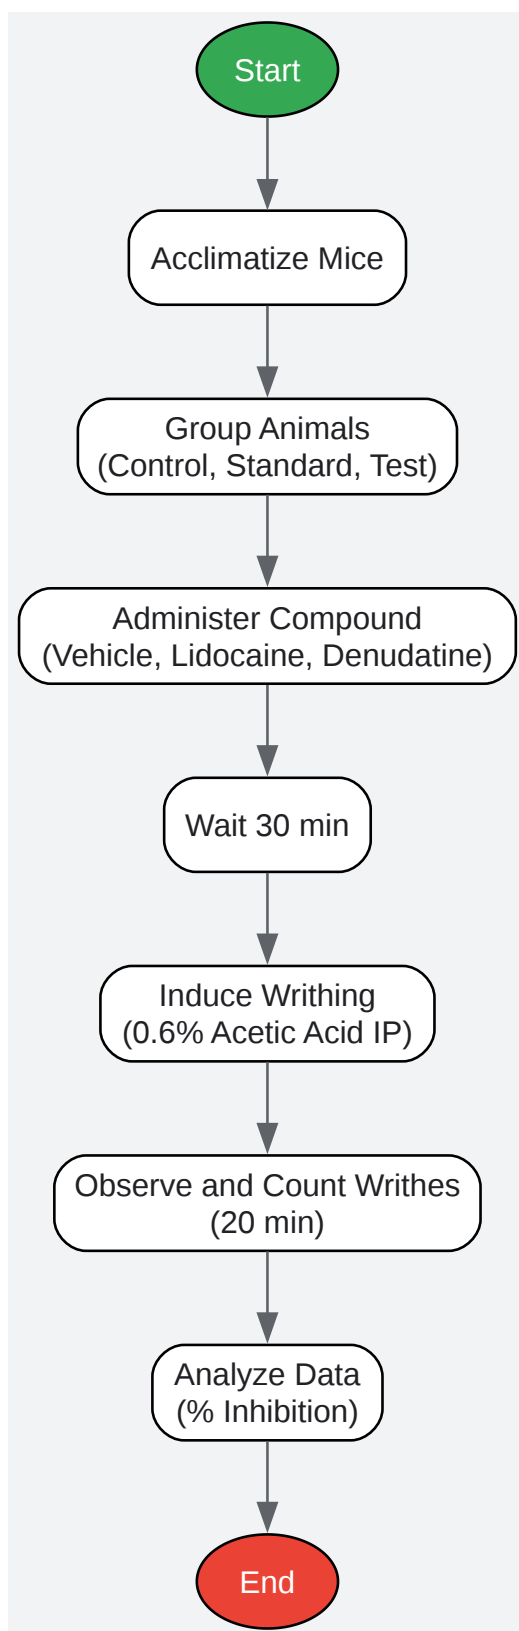 Start
Acclimatize Mice
Group Animals
(Control, Standard, Test)
Administer Compound
(Vehicle, Lidocaine, Denudatine)
Wait 30 min
Induce Writhing
(0.6% Acetic Acid IP)
Observe and Count Writhes
(20 min)
Analyze Data
(% Inhibition)
End